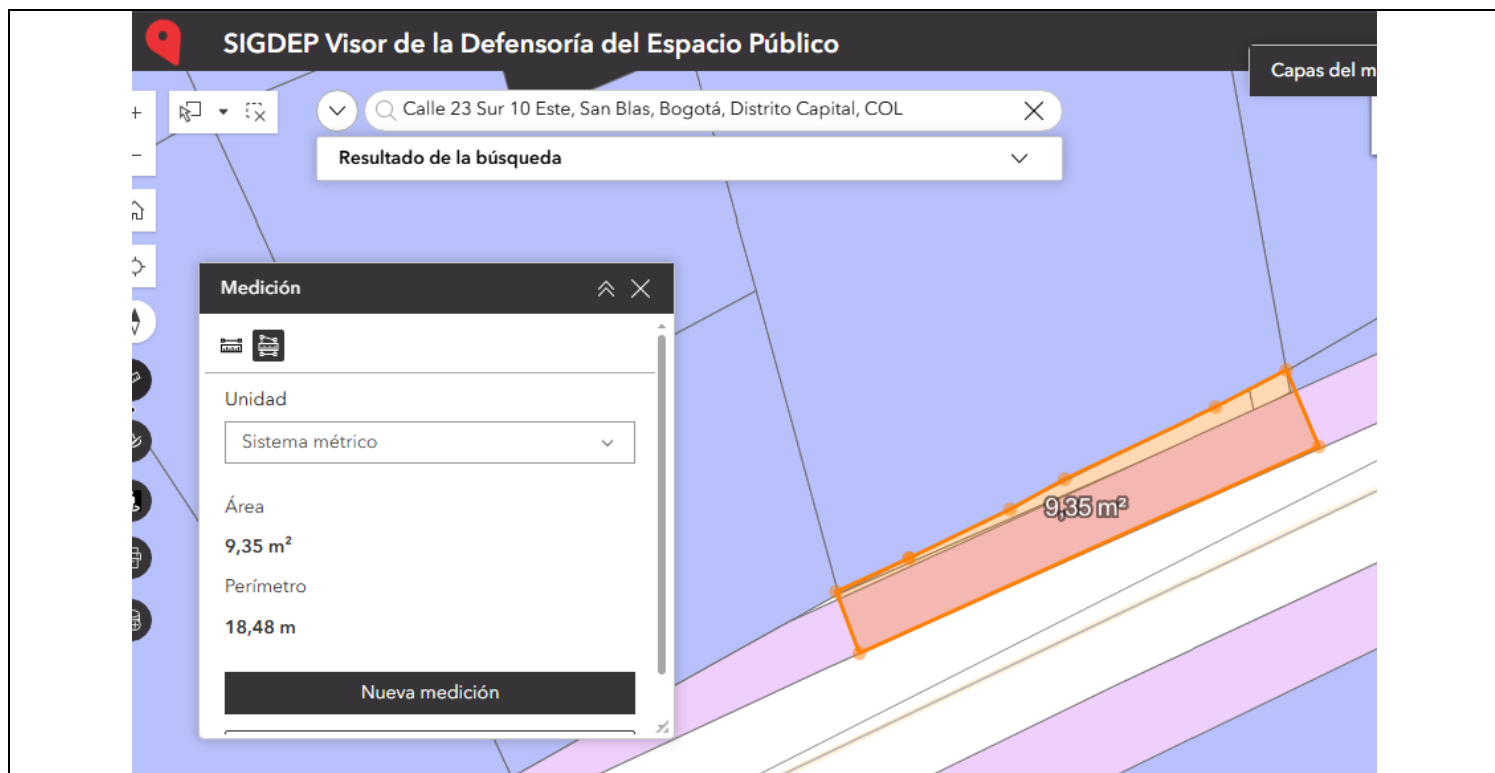 SIGDEP Visor de la Defensoría del Espacio Público
Capas del m
Calle 23 Sur 10 Este, San Blas, Bogotá, Distrito Capital, COL
Resultado de la búsqueda
Medición
Unidad
Sistema métrico
Área
9,35 m²
Perímetro
18,48 m
Nueva medición
9,35 m²